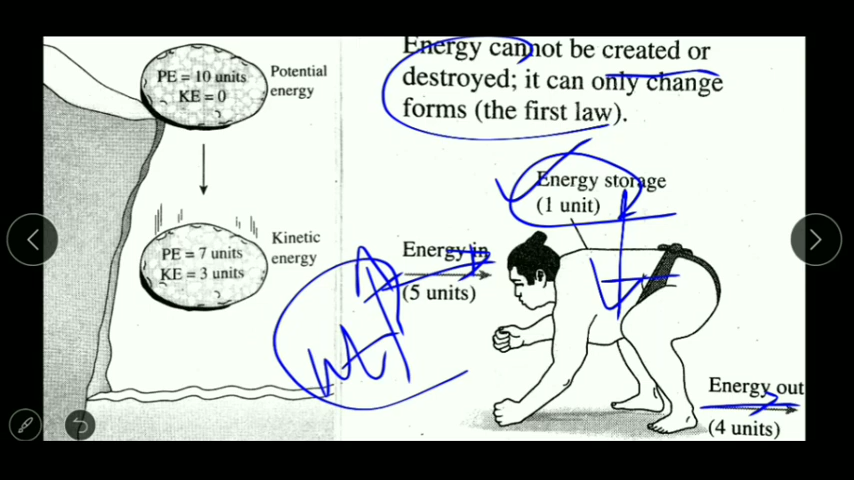 PE = 10 units
KE = 0
Potential
energy
PE = 7 units
KE = 3 units
Kinetic
energy
Energy cannot be created or
destroyed; it can only change
forms (the first law).
Energy storage
(1 unit)
Energy in
(5 units)
Energy out
(4 units)